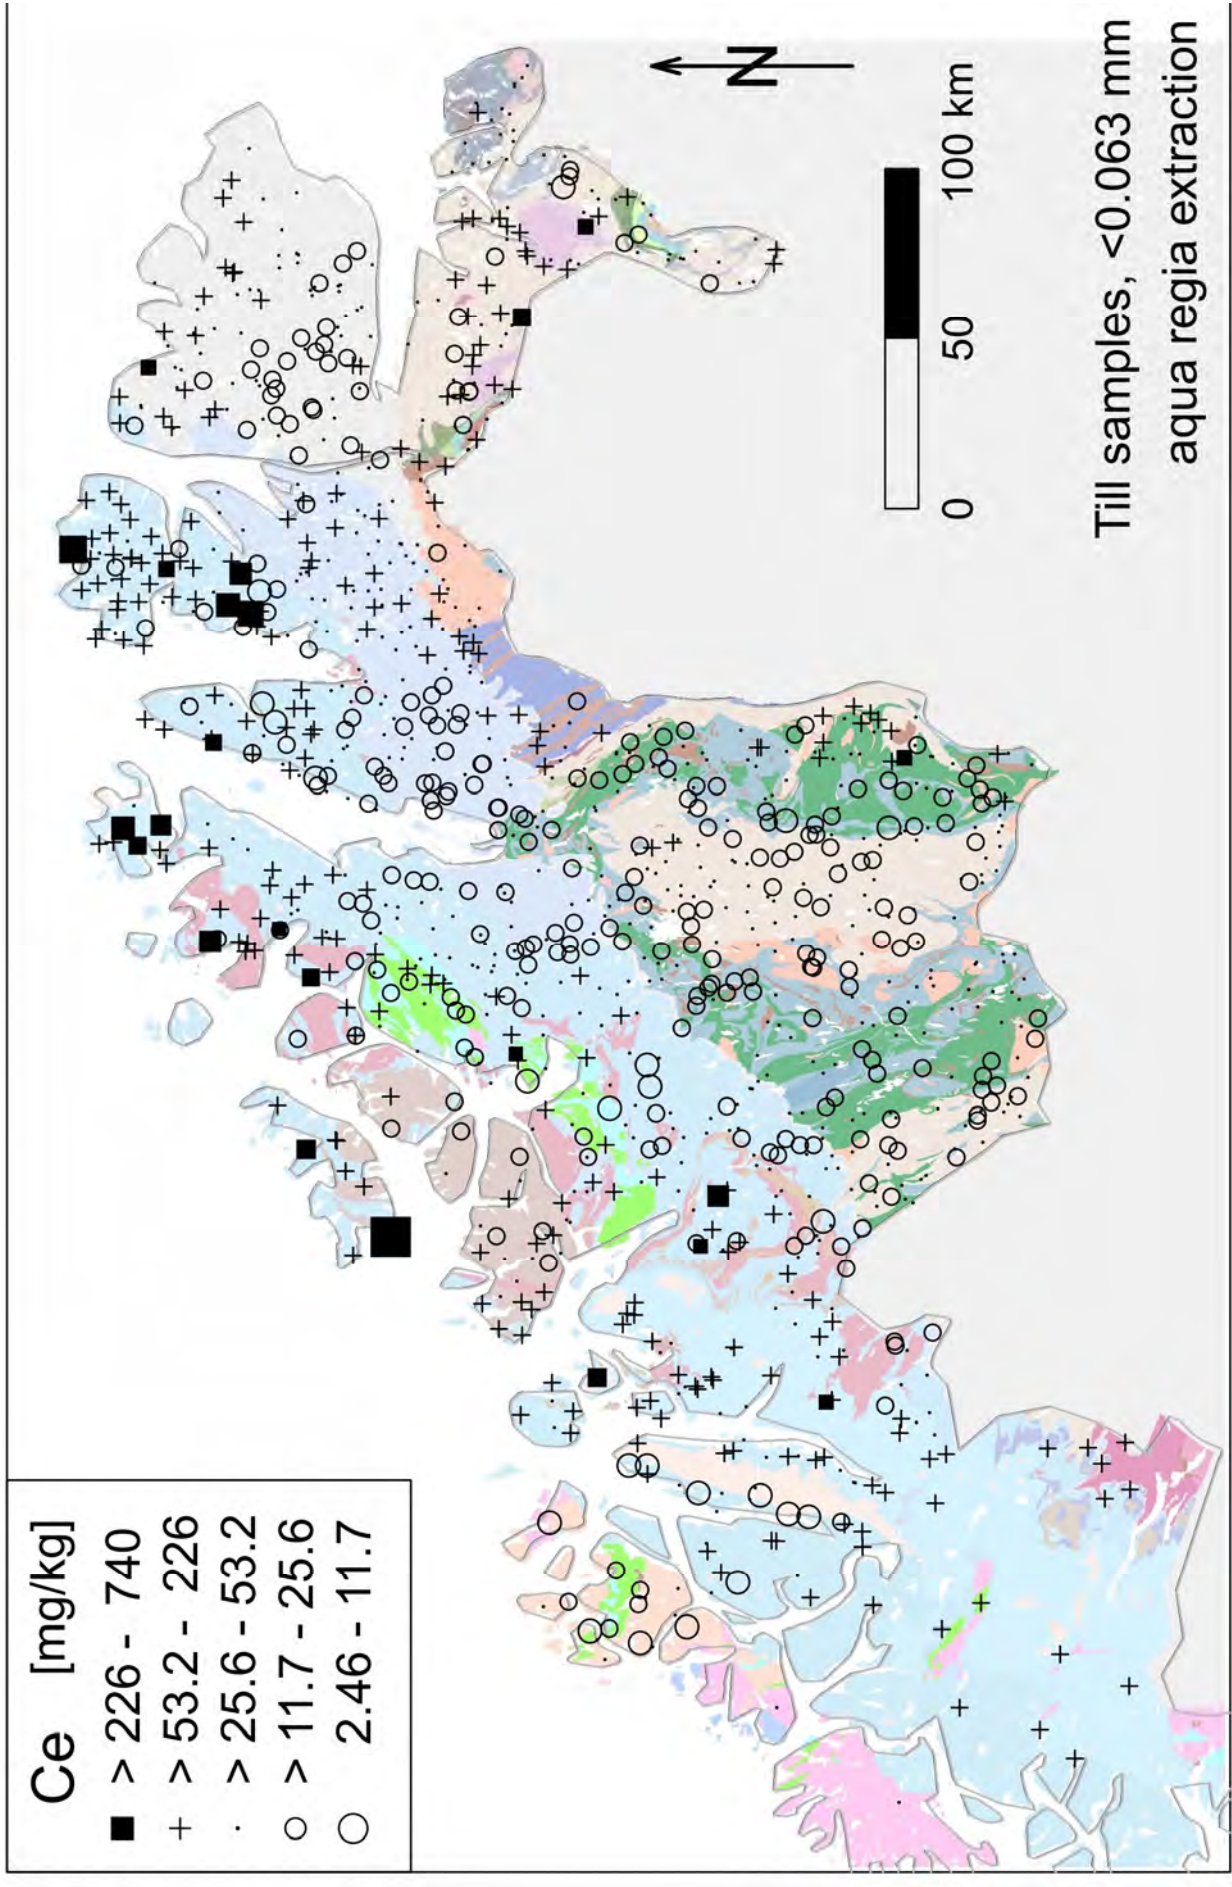 Ce [mg/kg]
> 226 - 740
> 53.2 - 226
> 25.6 - 53.2
> 11.7 - 25.6
2.46 - 11.7
N
0 50 100 km
Till samples, <0.063 mm
aqua regia extraction